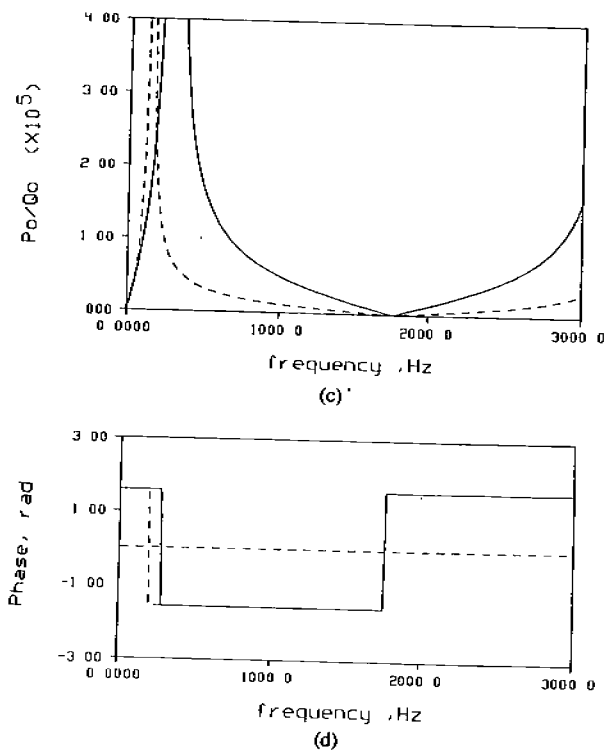 4 00
3 00
2 00
1 00
000
Po/Qo (X10⁵)
0 0000
1000 0
2000 0
3000 0
frequency ,Hz
(c)
3 00
1 00
-1 00
-3 00
Phase, rad
0 0000
1000 0
2000 0
3000 0
frequency ,Hz
(d)